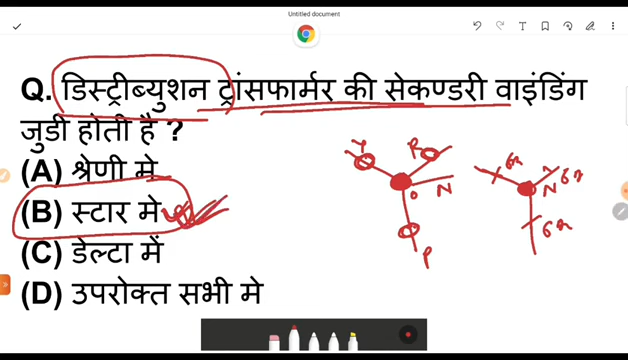 Untitled document
Q. डिस्ट्रीब्युशन ट्रांसफार्मर की सेकण्डरी वाइंडिंग
जुडी होती है ?
(A) श्रेणी मे
(B) स्टार मे
(C) डेल्टा में
(D) उपरोक्त सभी मे
Y
R
N
P
N